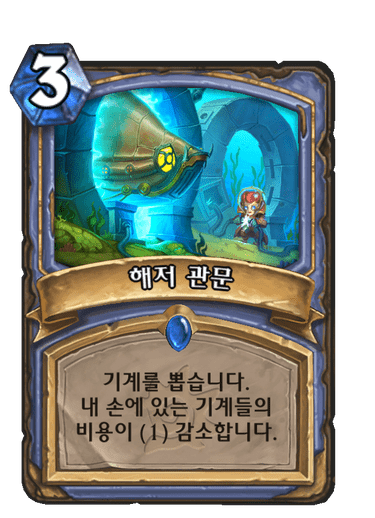 3
해저 관문
기계를 뽑습니다.
내 손에 있는 기계들의
비용이 (1) 감소합니다.